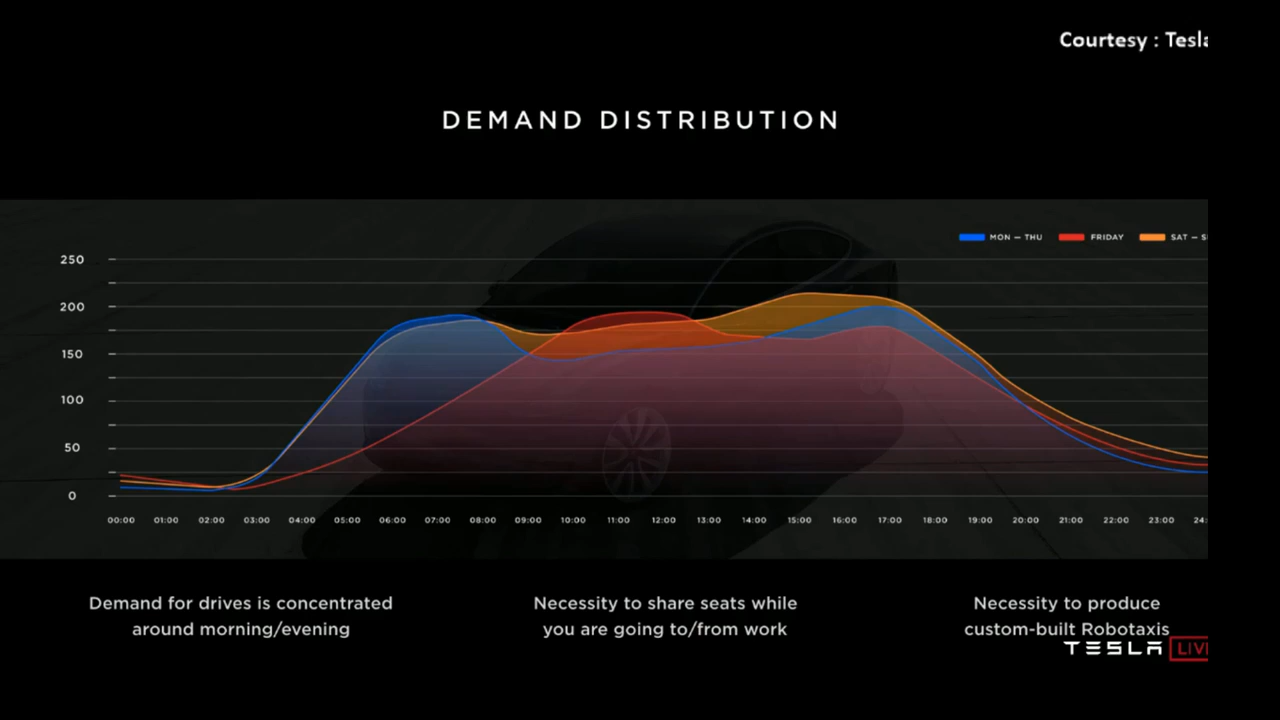 Courtesy : Tesla
DEMAND DISTRIBUTION
MON – THU FRIDAY SAT – S
250
200
150
100
50
0
00:00 01:00 02:00 03:00 04:00 05:00 06:00 07:00 08:00 09:00 10:00 11:00 12:00 13:00 14:00 15:00 16:00 17:00 18:00 19:00 20:00 21:00 22:00 23:00 24:
Demand for drives is concentrated
around morning/evening
Necessity to share seats while
you are going to/from work
Necessity to produce
custom-built Robotaxis
TESLA LIV